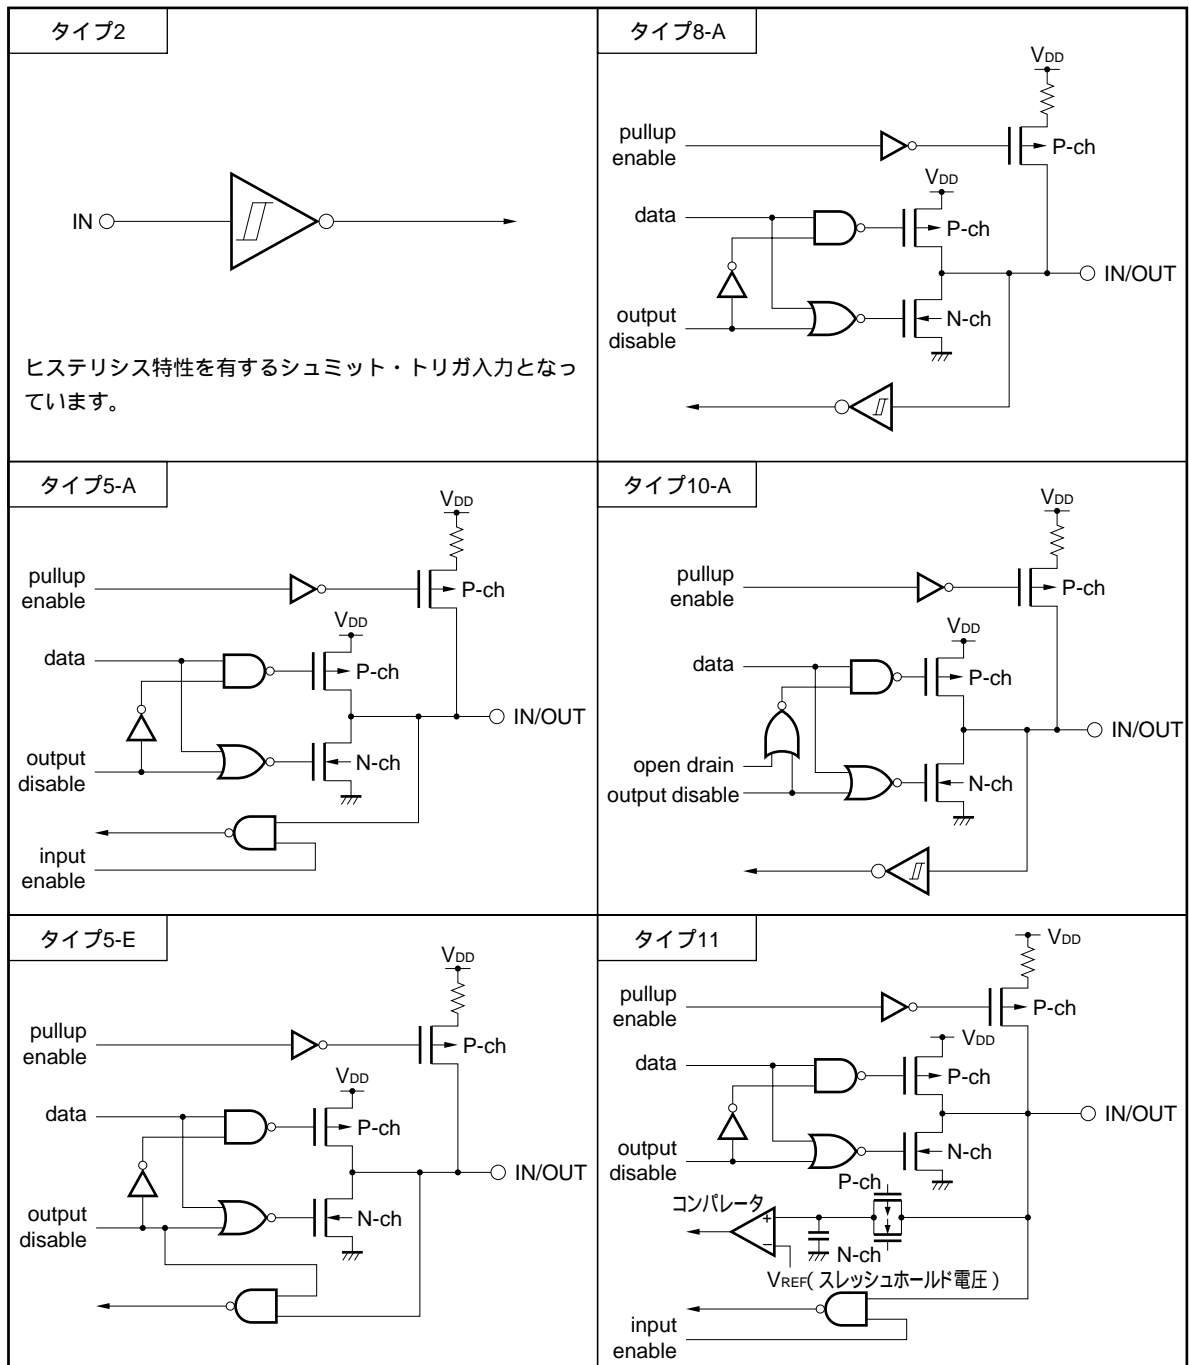 タイプ2
IN
ヒステリシス特性を有するシュミット・トリガ入力となっ
ています。
タイプ8-A
VDD
pullup
enable
P-ch
VDD
data
P-ch
IN/OUT
output
disable
N-ch
タイプ5-A
VDD
pullup
enable
P-ch
VDD
data
P-ch
IN/OUT
output
disable
N-ch
input
enable
タイプ10-A
VDD
pullup
enable
P-ch
VDD
data
P-ch
IN/OUT
open drain
output disable
N-ch
タイプ5-E
VDD
pullup
enable
P-ch
VDD
data
P-ch
IN/OUT
output
disable
N-ch
タイプ11
VDD
pullup
enable
P-ch
VDD
data
P-ch
IN/OUT
output
disable
N-ch
P-ch
コンパレータ
+
−
N-ch
VREF(スレッシュホールド電圧)
input
enable